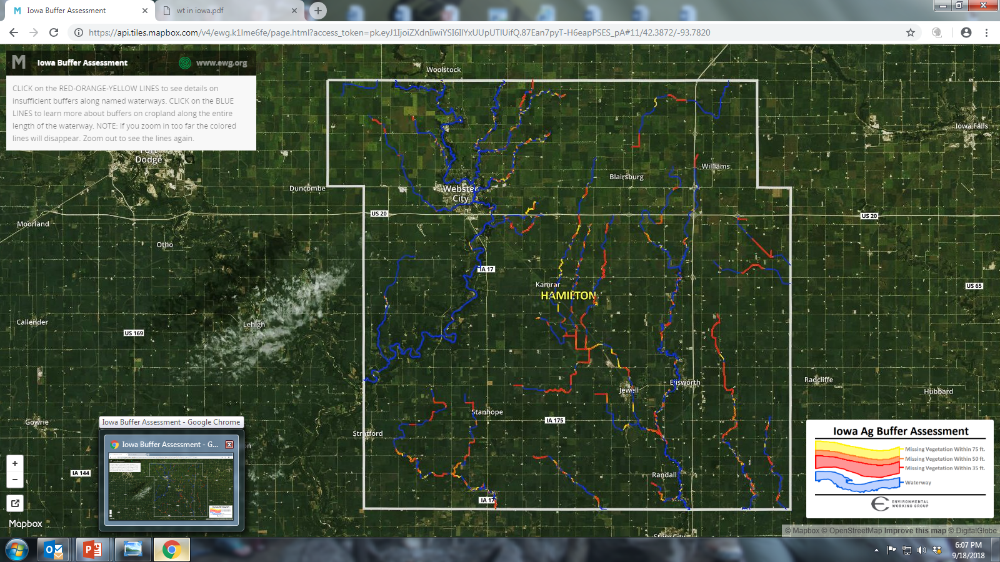 Iowa Buffer Assessment
wt in iowa.pdf
https://api.tiles.mapbox.com/v4/ewg.k1lme6fe/page.html?access_token=pk.eyJ1IjoiZXdnIiwiYSI6IlYxUUpUTlUifQ.87Ean7pyT-H6eapPSES_pA#11/42.3872/-93.7820
Iowa Buffer Assessment
www.ewg.org
CLICK on the RED-ORANGE-YELLOW LINES to see details on
insufficient buffers along named waterways. CLICK on the BLUE
LINES to learn more about buffers on cropland along the entire
length of the waterway. NOTE: If you zoom in too far the colored
lines will disappear. Zoom out to see the lines again.
Woolstock
Iowa Falls
Fort
Dodge
Williams
Blairsburg
Duncombe
Webster
City
US 20
US 20
Moorland
Otho
IA 17
Kamrar
HAMILTON
US 65
Callender
Lehigh
US 169
Radcliffe
Ellsworth
Jewell
Hubbard
Stanhope
IA 175
Gowrie
Stratford
Iowa Buffer Assessment - Google Chrome
Iowa Buffer Assessment - G...
IA 144
Randall
IA 17
Story City
Iowa Ag Buffer Assessment
Missing Vegetation Within 75 ft.
Missing Vegetation Within 50 ft.
Missing Vegetation Within 35 ft.
Waterway
ENVIRONMENTAL
WORKING GROUP
Mapbox
© Mapbox © OpenStreetMap Improve this map © DigitalGlobe
6:07 PM
9/18/2018